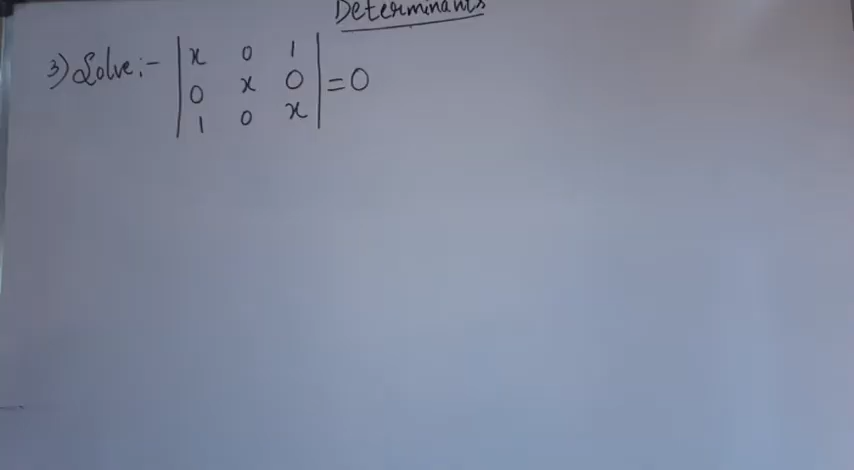 Determinants
3) Solve:- | x 0 1 |
| 0 x 0 | = 0
| 1 0 x |